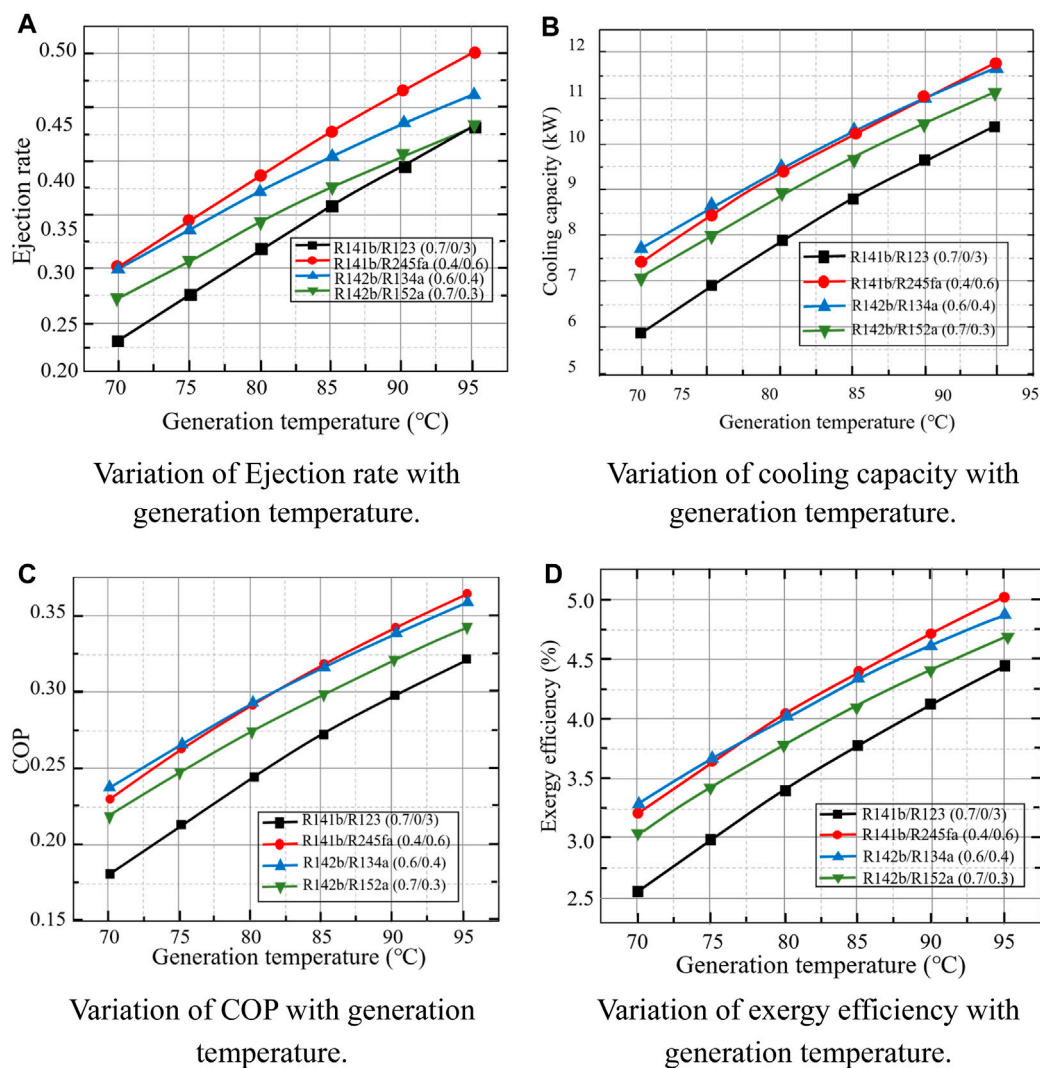 A
0.50
0.45
0.40
0.35
0.30
0.25
0.20
Ejection rate
R141b/R123 (0.7/0/3)
R141b/R245fa (0.4/0.6)
R142b/R134a (0.6/0.4)
R142b/R152a (0.7/0.3)
70 75 80 85 90 95
Generation temperature (°C)
Variation of Ejection rate with
generation temperature.
B
12
11
10
9
8
7
6
5
Cooling capacity (kW)
R141b/R123 (0.7/0/3)
R141b/R245fa (0.4/0.6)
R142b/R134a (0.6/0.4)
R142b/R152a (0.7/0.3)
70 75 80 85 90 95
Generation temperature (°C)
Variation of cooling capacity with
generation temperature.
C
0.35
0.30
0.25
0.20
0.15
COP
R141b/R123 (0.7/0/3)
R141b/R245fa (0.4/0.6)
R142b/R134a (0.6/0.4)
R142b/R152a (0.7/0.3)
70 75 80 85 90 95
Generation temperature (°C)
Variation of COP with generation
temperature.
D
5.0
4.5
4.0
3.5
3.0
2.5
Exergy efficiency (%)
R141b/R123 (0.7/0/3)
R141b/R245fa (0.4/0.6)
R142b/R134a (0.6/0.4)
R142b/R152a (0.7/0.3)
70 75 80 85 90 95
Generation temperature (°C)
Variation of exergy efficiency with
generation temperature.